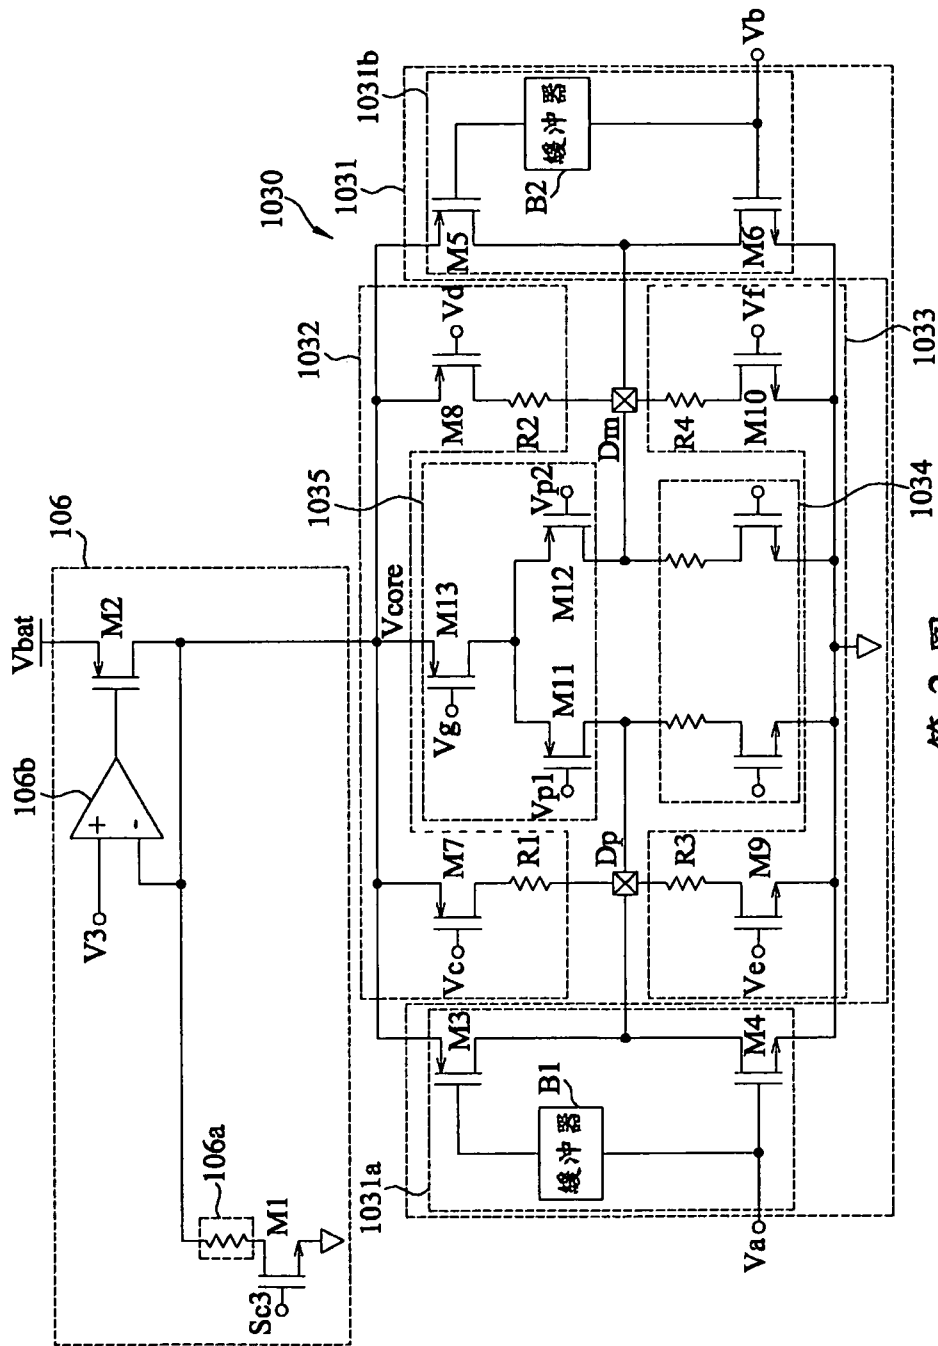 106
Vbat
106b
V3
M2
106a
M1
Sc3
1030
Vcore
1032
1035
1031
1031b
M13
Vg
M11
M12
Vp1
Vp2
M7
Vc
R1
M8
Vd
R2
M3
M5
B1
緩沖器
B2
緩沖器
1031a
Dp
Dm
R3
M9
Ve
R4
M10
Vf
M4
M6
Va
Vb
1034
1033